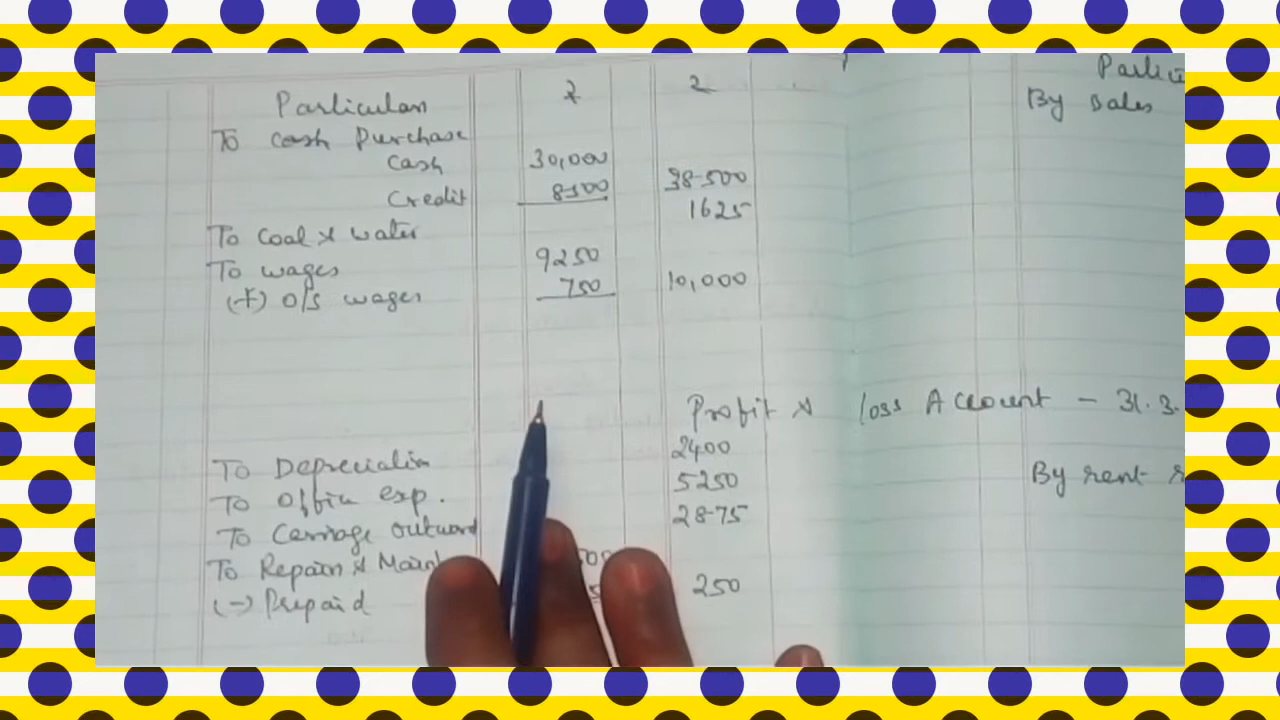 Particulars ₹ ₹
To cash Purchase
Cash 30,000
Credit 8500 38500
To coal & water 1625
To wages 9250
(+) O/s wages 750 10,000
Profit & loss Account - 31.3.
To Depreciation 2400
To Office exp. 5250
To Carriage outward 2875
To Repair & Maint
(-) Prepaid 250
By Sales
By rent